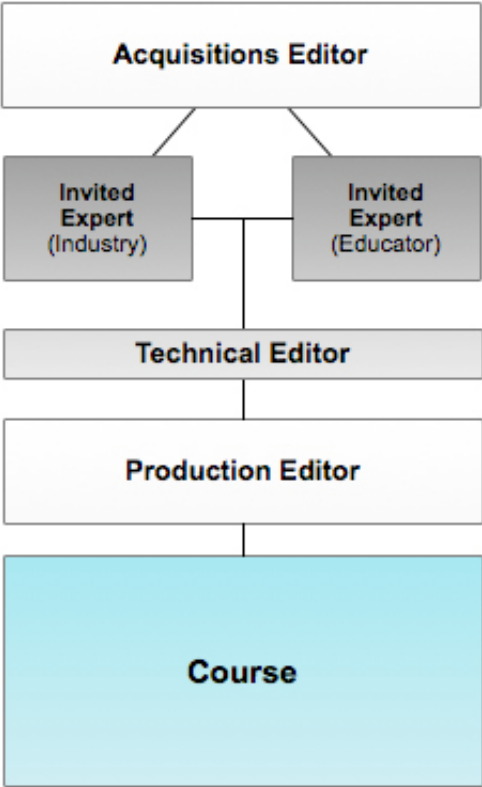 Acquisitions Editor
Invited
Expert
(Industry)
Invited
Expert
(Educator)
Technical Editor
Production Editor
Course